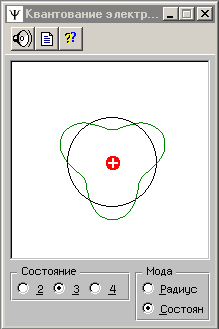 Ψ Квантование электр
??
+
Состояние
2 3 4
Мода
Радиус
Состоян